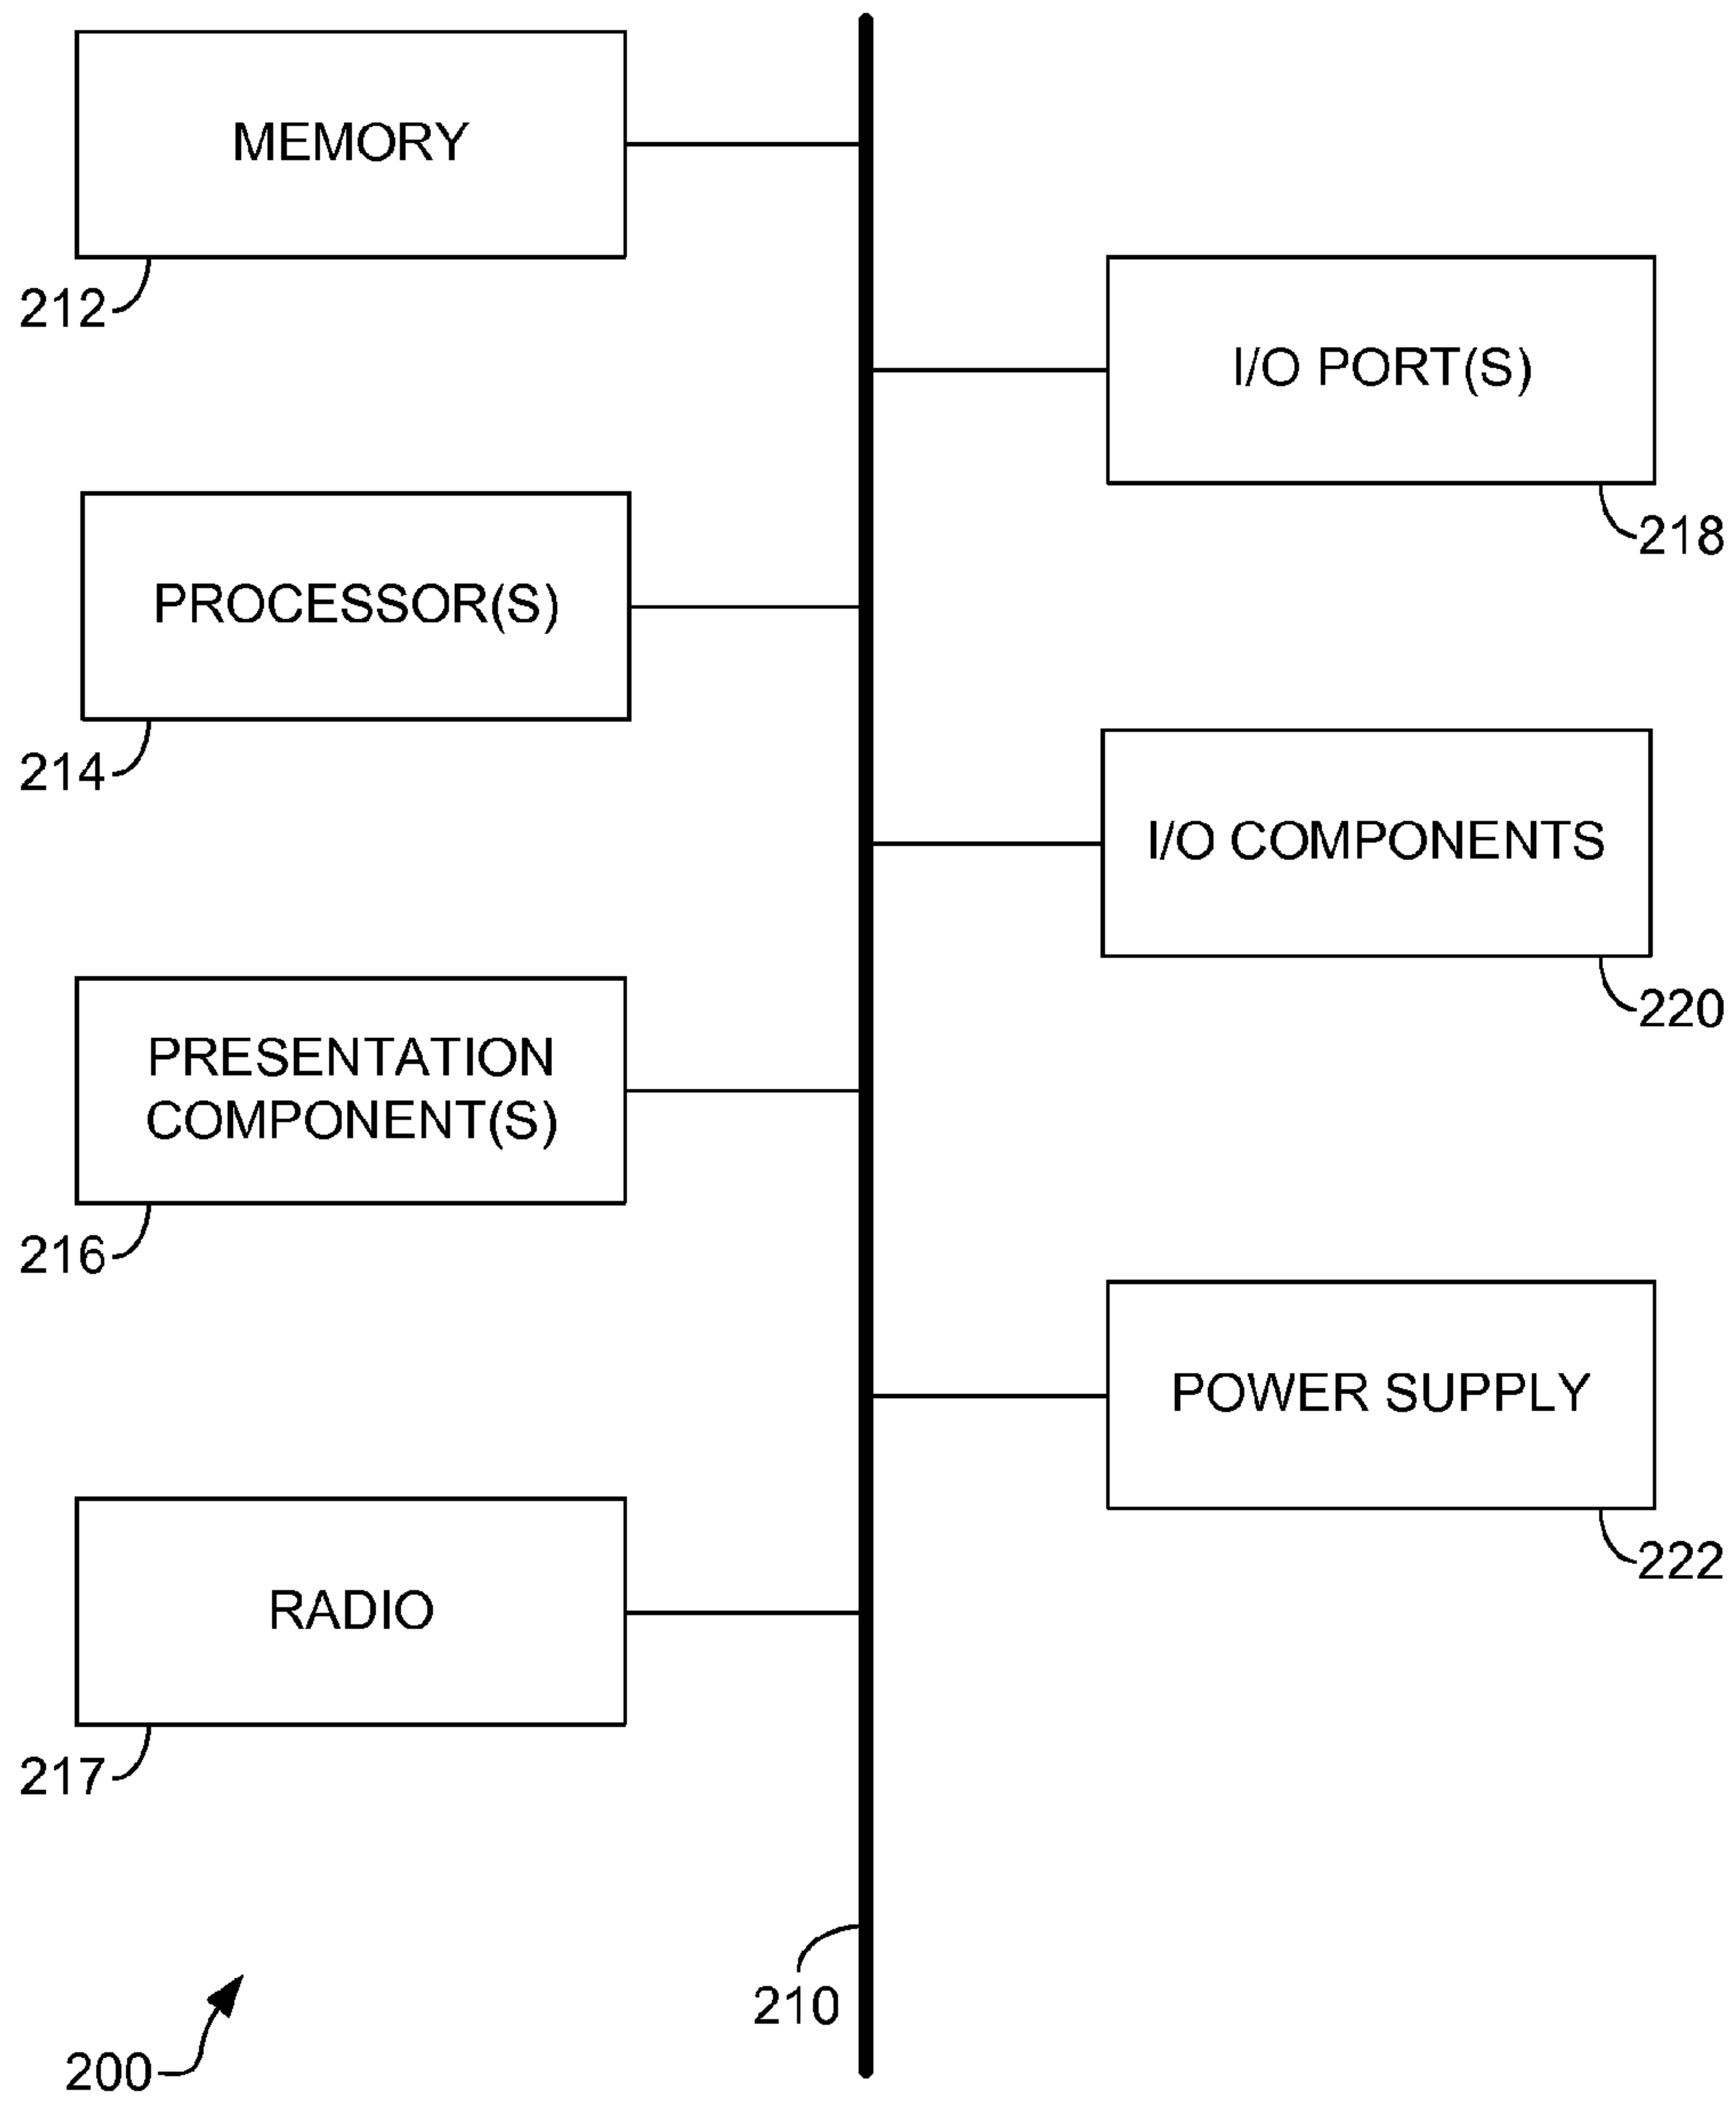 MEMORY
212
I/O PORT(S)
218
PROCESSOR(S)
214
I/O COMPONENTS
220
PRESENTATION
COMPONENT(S)
216
POWER SUPPLY
222
RADIO
217
210
200